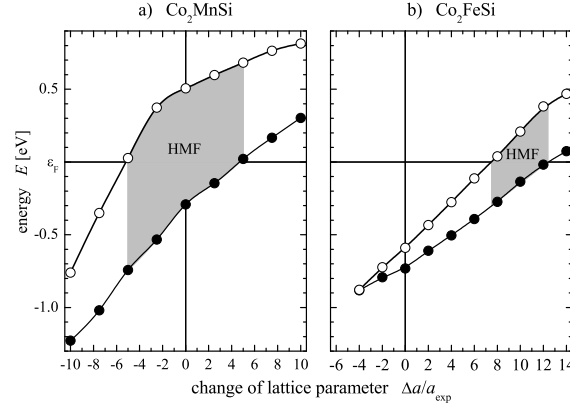 a) Co₂MnSi b) Co₂FeSi
energy E [eV]
0.5
ε_F
-0.5
-1.0
HMF
HMF
-10 -8 -6 -4 -2 0 2 4 6 8 10
-6 -4 -2 0 2 4 6 8 10 12 14
change of lattice parameter Δa/a_exp